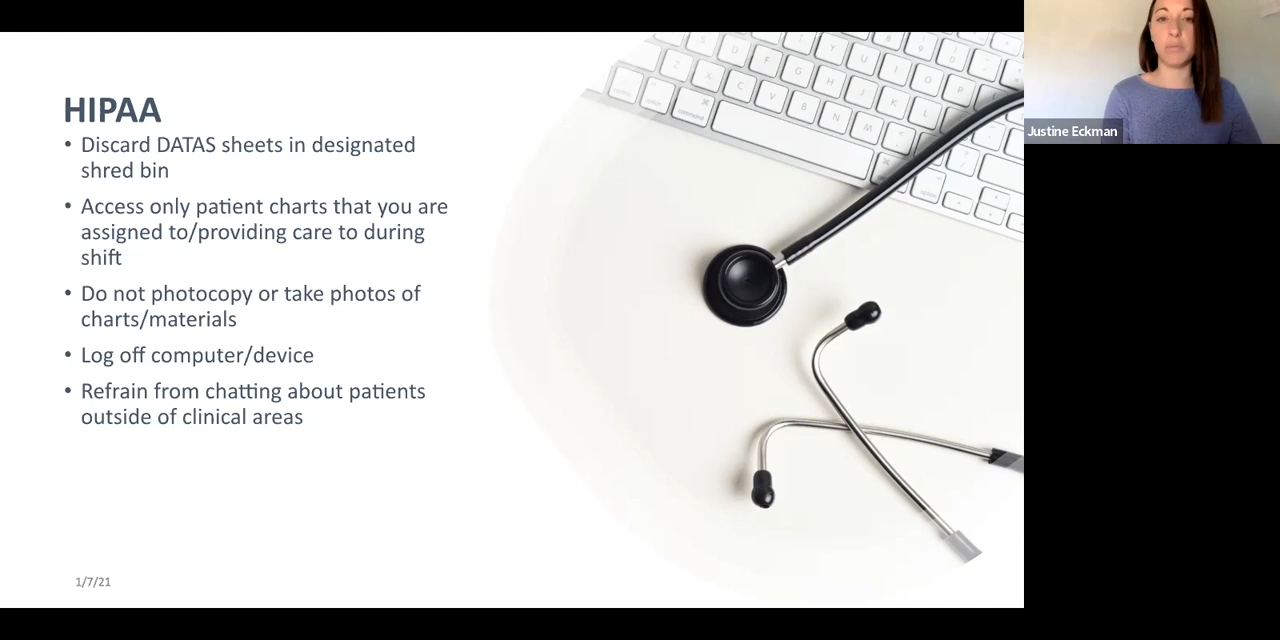 HIPAA
• Discard DATAS sheets in designated
shred bin
• Access only patient charts that you are
assigned to/providing care to during
shift
• Do not photocopy or take photos of
charts/materials
• Log off computer/device
• Refrain from chatting about patients
outside of clinical areas
1/7/21
Justine Eckman